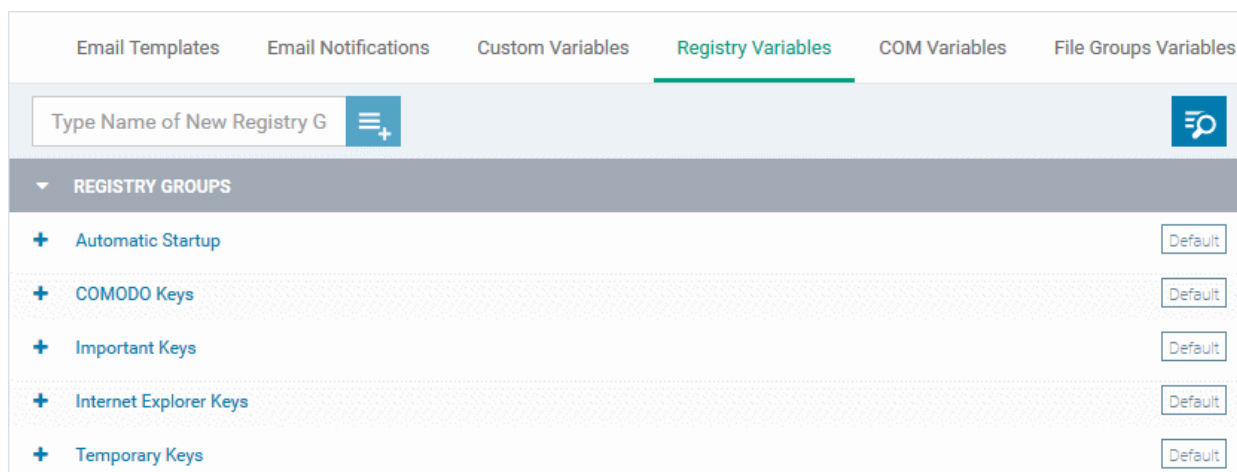 Email Templates Email Notifications Custom Variables Registry Variables COM Variables File Groups Variables
Type Name of New Registry G
REGISTRY GROUPS
Automatic Startup Default
COMODO Keys Default
Important Keys Default
Internet Explorer Keys Default
Temporary Keys Default